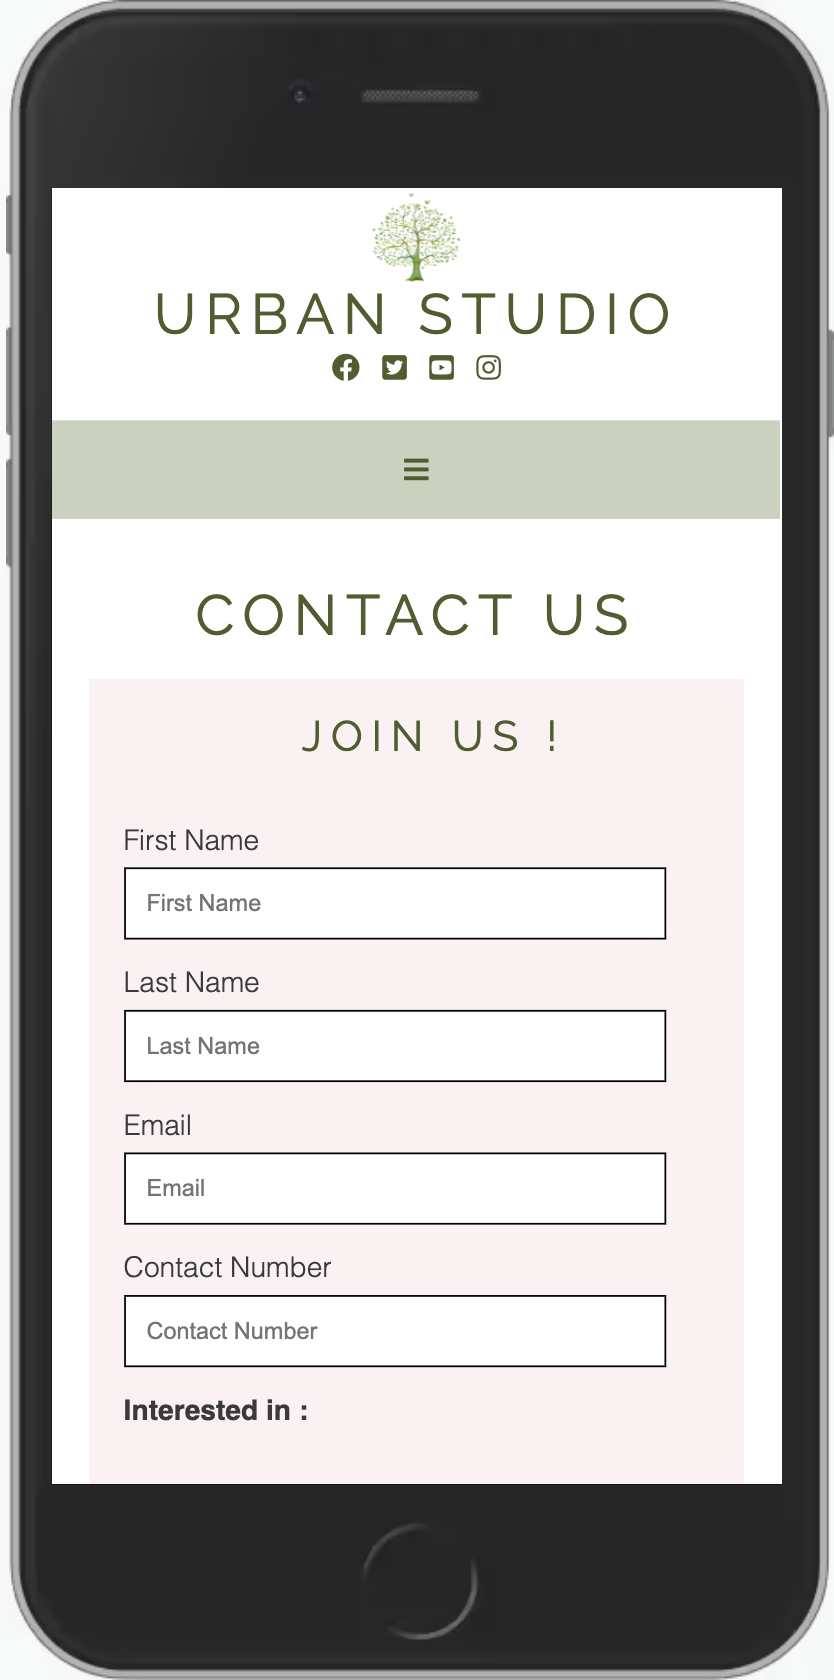 URBAN STUDIO
CONTACT US
JOIN US !
First Name
First Name
Last Name
Last Name
Email
Email
Contact Number
Contact Number
Interested in :